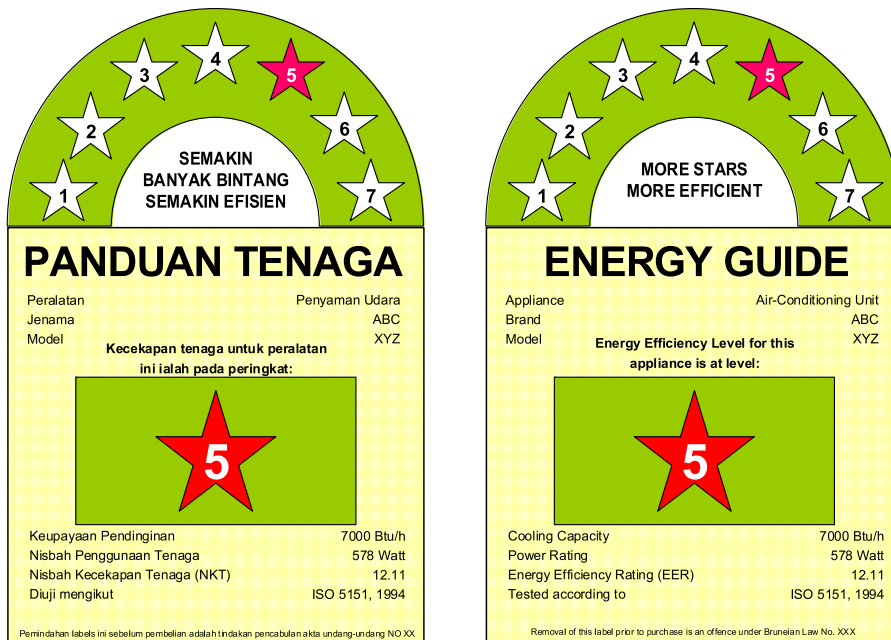 1
2
3
4
5
6
7
SEMAKIN
BANYAK BINTANG
SEMAKIN EFISIEN
PANDUAN TENAGA
Peralatan Penyaman Udara
Jenama ABC
Model XYZ
Kecekapan tenaga untuk peralatan
ini ialah pada peringkat:
5
Keupayaan Pendinginan 7000 Btu/h
Nisbah Penggunaan Tenaga 578 Watt
Nisbah Kecekapan Tenaga (NKT) 12.11
Diuji mengikut ISO 5151, 1994
Pemindahan labels ini sebelum pembelian adalah tindakan pencabulan akta undang-undang NO XX
1
2
3
4
5
6
7
MORE STARS
MORE EFFICIENT
ENERGY GUIDE
Appliance Air-Conditioning Unit
Brand ABC
Model XYZ
Energy Efficiency Level for this
appliance is at level:
5
Cooling Capacity 7000 Btu/h
Power Rating 578 Watt
Energy Efficiency Rating (EER) 12.11
Tested according to ISO 5151, 1994
Removal of this label prior to purchase is an offence under Bruneian Law No. XXX